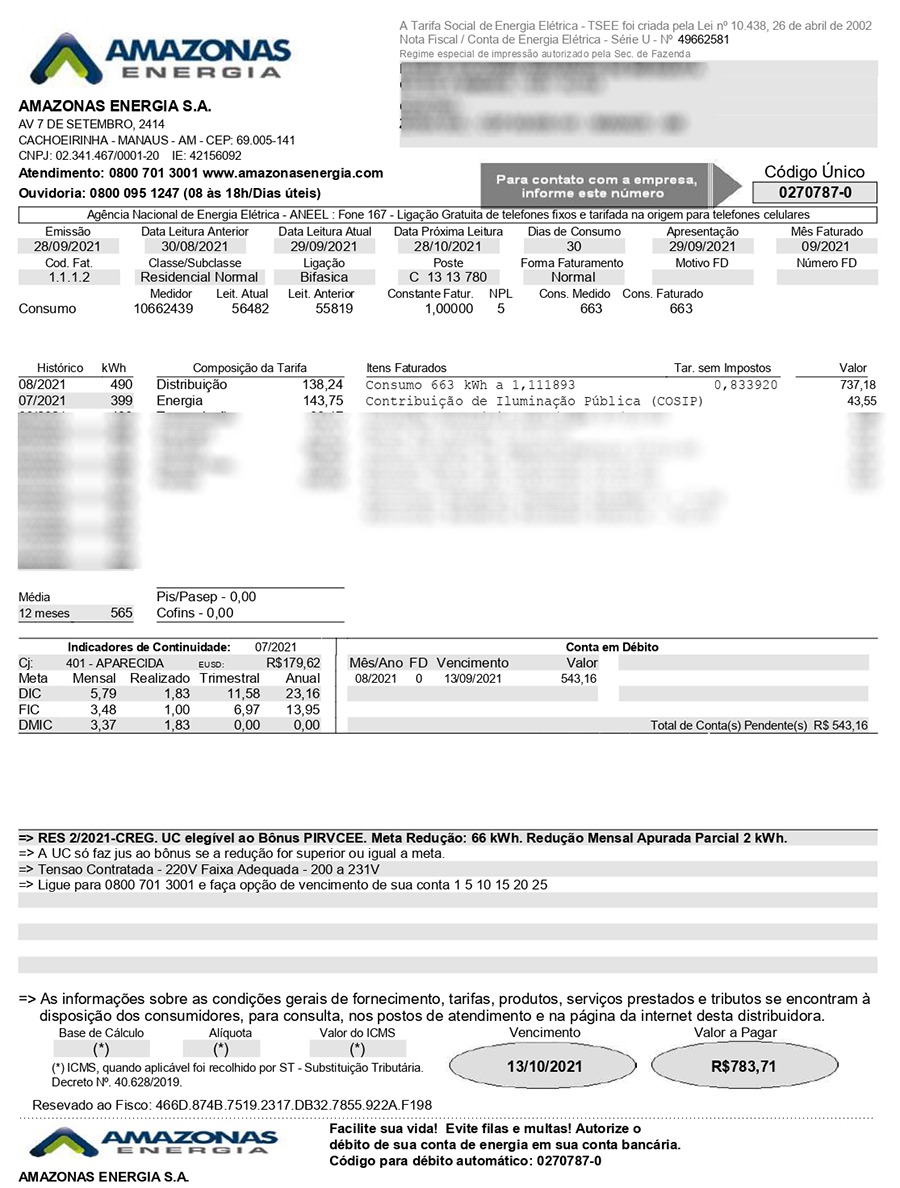 AMAZONAS
ENERGIA
A Tarifa Social de Energia Elétrica - TSEE foi criada pela Lei nº 10.438, 26 de abril de 2002
Nota Fiscal / Conta de Energia Elétrica - Série U - Nº 49662581
Regime especial de impressão autorizado pela Sec. de Fazenda
AMAZONAS ENERGIA S.A.
AV 7 DE SETEMBRO, 2414
CACHOEIRINHA - MANAUS - AM - CEP: 69.005-141
CNPJ: 02.341.467/0001-20 IE: 42156092
Atendimento: 0800 701 3001 www.amazonasenergia.com
Ouvidoria: 0800 095 1247 (08 às 18h/Dias úteis)
Para contato com a empresa,
informe este número
Código Único
0270787-0
Agência Nacional de Energia Elétrica - ANEEL : Fone 167 - Ligação Gratuita de telefones fixos e tarifada na origem para telefones celulares
Emissão Data Leitura Anterior Data Leitura Atual Data Próxima Leitura Dias de Consumo Apresentação Mês Faturado
28/09/2021 30/08/2021 29/09/2021 28/10/2021 30 29/09/2021 09/2021
Cod. Fat. Classe/Subclasse Ligação Poste Forma Faturamento Motivo FD Número FD
1.1.1.2 Residencial Normal Bifasica C 13 13 780 Normal
Medidor Leit. Atual Leit. Anterior Constante Fatur. NPL Cons. Medido Cons. Faturado
Consumo 10662439 56482 55819 1,00000 5 663 663
Histórico kWh Composição da Tarifa Itens Faturados Tar. sem Impostos Valor
08/2021 490 Distribuição 138,24 Consumo 663 kWh a 1,111893 0,833920 737,18
07/2021 399 Energia 143,75 Contribuição de Iluminação Pública (COSIP) 43,55
Média Pis/Pasep - 0,00
12 meses 565 Cofins - 0,00
Indicadores de Continuidade: 07/2021 Conta em Débito
Cj: 401 - APARECIDA EUSD: R$179,62 Mês/Ano FD Vencimento Valor
Meta Mensal Realizado Trimestral Anual 08/2021 0 13/09/2021 543,16
DIC 5,79 1,83 11,58 23,16
FIC 3,48 1,00 6,97 13,95
DMIC 3,37 1,83 0,00 0,00 Total de Conta(s) Pendente(s) R$ 543,16
=> RES 2/2021-CREG. UC elegível ao Bônus PIRVCEE. Meta Redução: 66 kWh. Redução Mensal Apurada Parcial 2 kWh.
=> A UC só faz jus ao bônus se a redução for superior ou igual a meta.
=> Tensao Contratada - 220V Faixa Adequada - 200 a 231V
=> Ligue para 0800 701 3001 e faça opção de vencimento de sua conta 1 5 10 15 20 25
=> As informações sobre as condições gerais de fornecimento, tarifas, produtos, serviços prestados e tributos se encontram à
disposição dos consumidores, para consulta, nos postos de atendimento e na página da internet desta distribuidora.
Base de Cálculo Alíquota Valor do ICMS Vencimento Valor a Pagar
(*) (*) (*) 13/10/2021 R$783,71
(*) ICMS, quando aplicável foi recolhido por ST - Substituição Tributária.
Decreto Nº. 40.628/2019.
Resevado ao Fisco: 466D.874B.7519.2317.DB32.7855.922A.F198
AMAZONAS
ENERGIA
AMAZONAS ENERGIA S.A.
Facilite sua vida! Evite filas e multas! Autorize o
débito de sua conta de energia em sua conta bancária.
Código para débito automático: 0270787-0